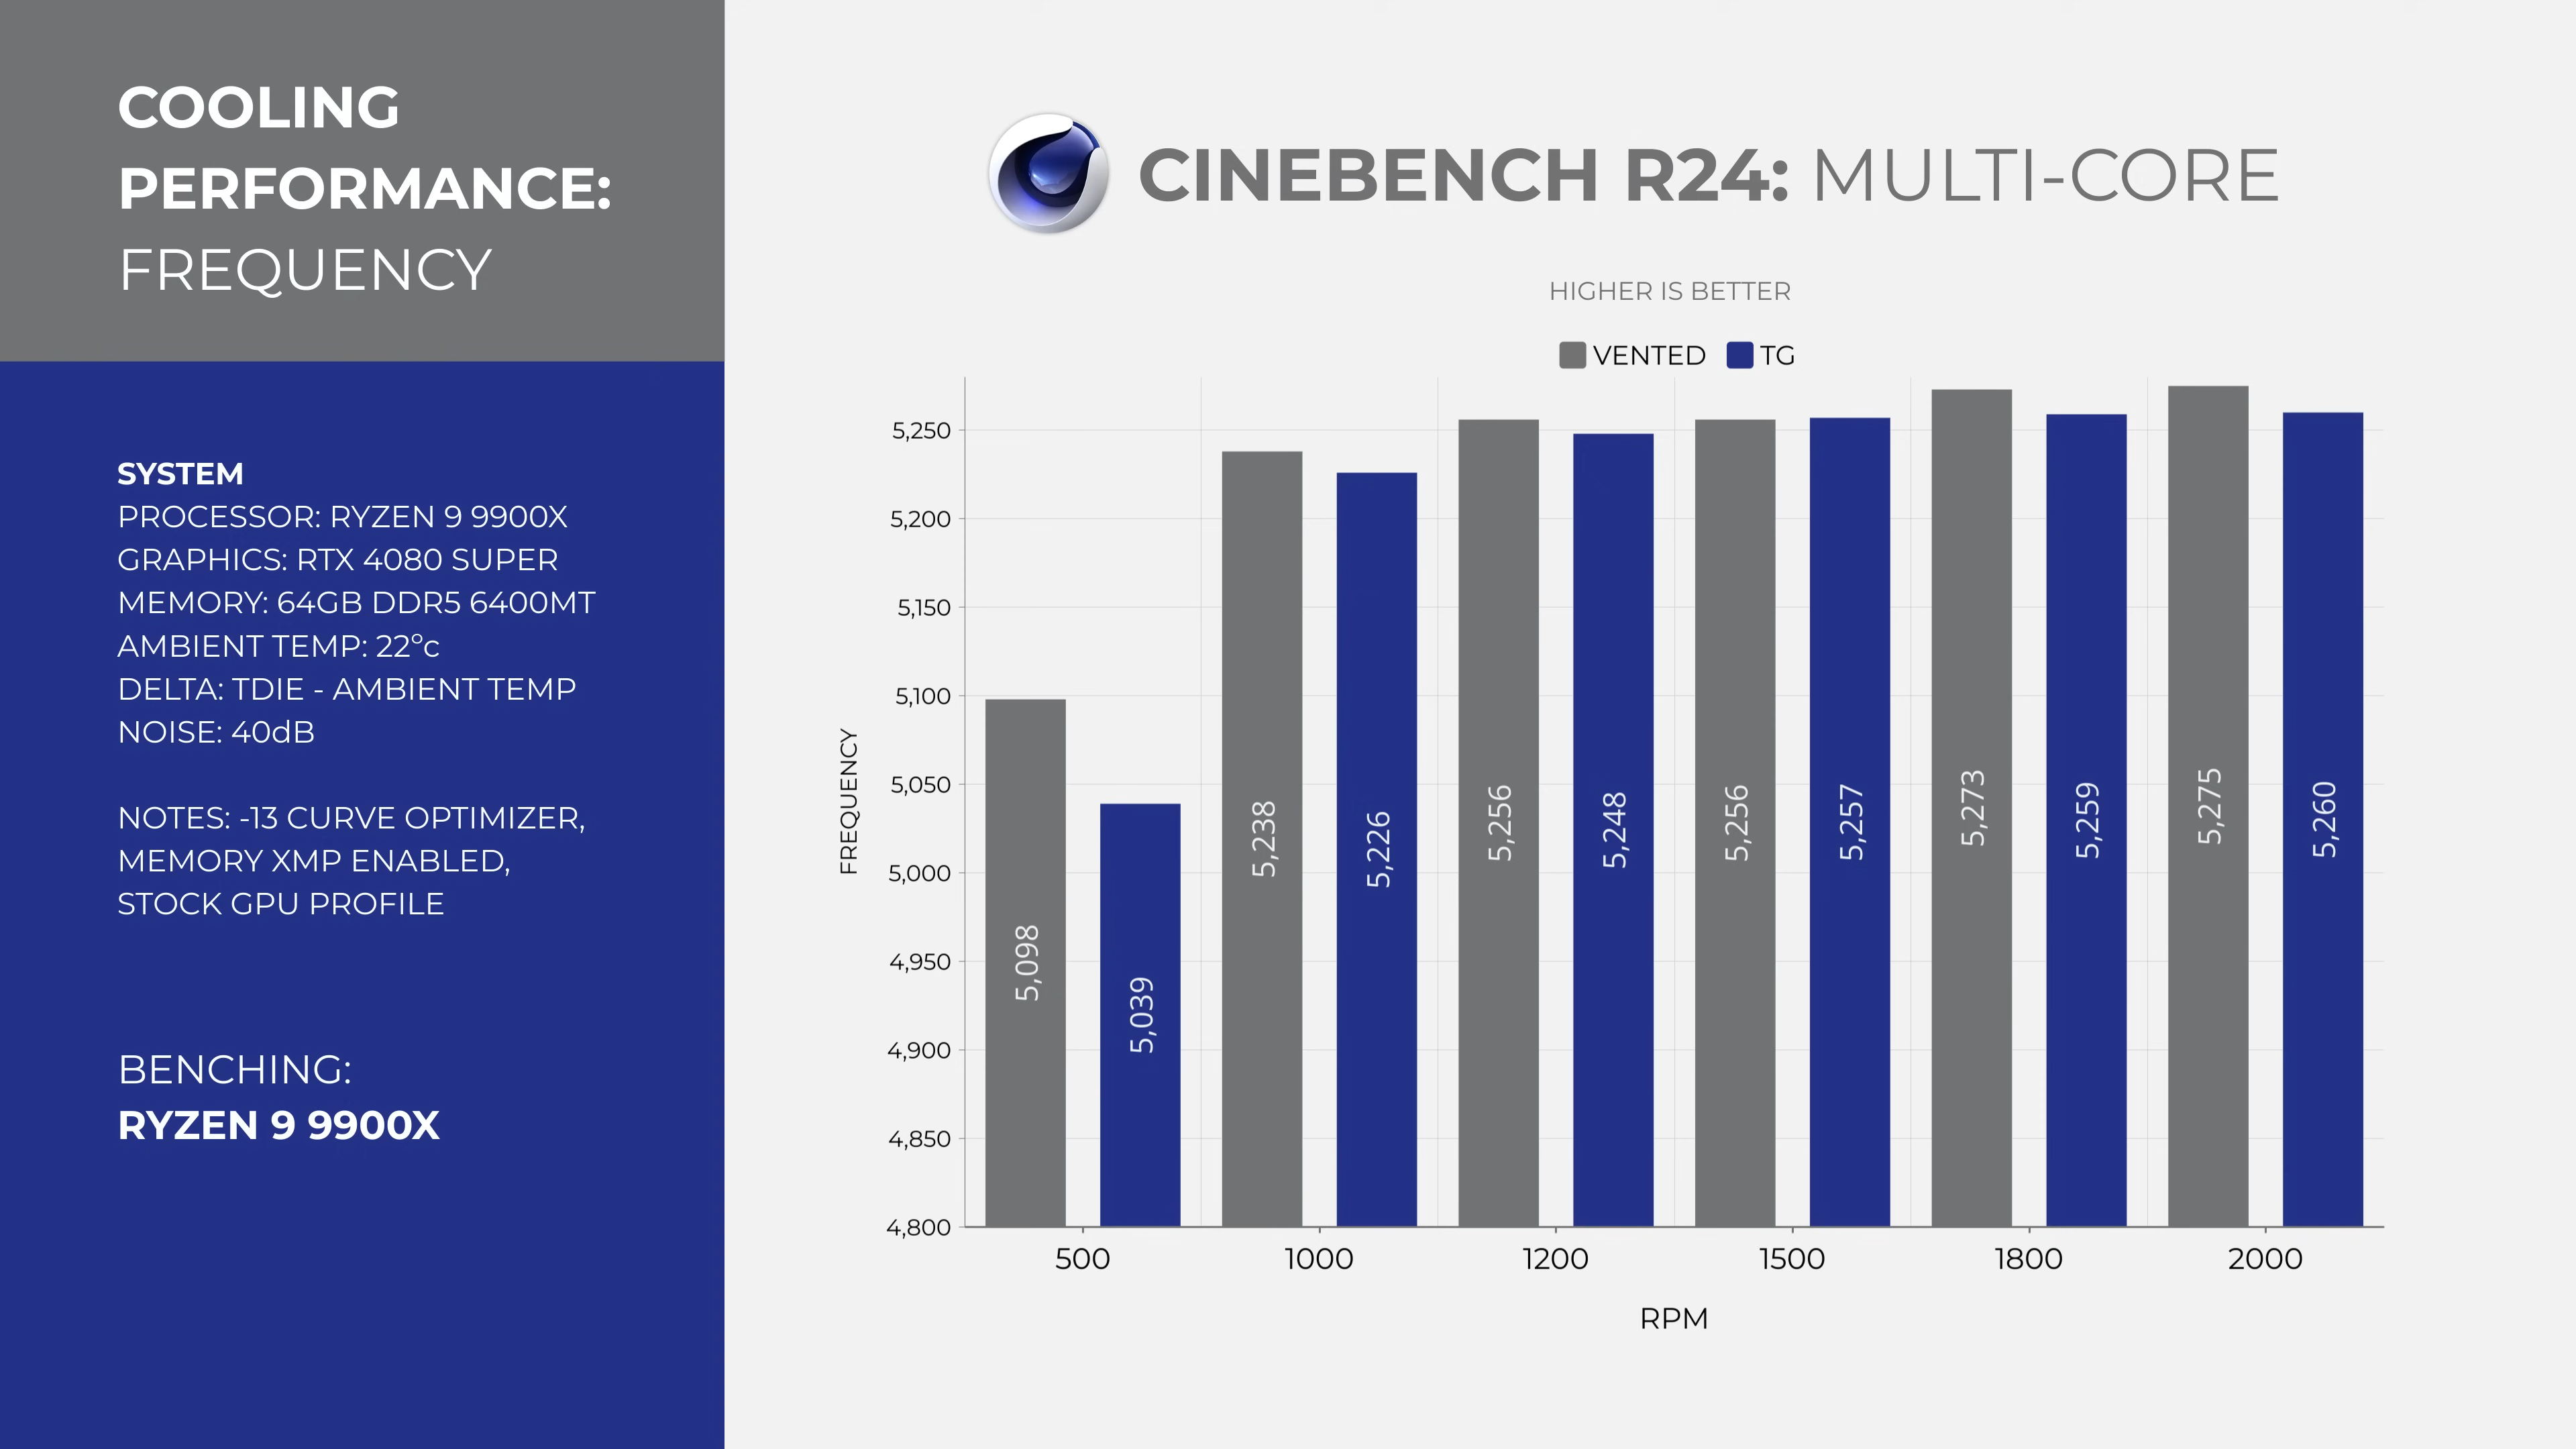 COOLING
PERFORMANCE:
FREQUENCY
SYSTEM
PROCESSOR: RYZEN 9 9900X
GRAPHICS: RTX 4080 SUPER
MEMORY: 64GB DDR5 6400MT
AMBIENT TEMP: 22°c
DELTA: TDIE - AMBIENT TEMP
NOISE: 40dB
NOTES: -13 CURVE OPTIMIZER,
MEMORY XMP ENABLED,
STOCK GPU PROFILE
BENCHING:
RYZEN 9 9900X
CINEBENCH R24: MULTI-CORE
HIGHER IS BETTER
VENTED TG
FREQUENCY
5,250
5,200
5,150
5,100
5,050
5,000
4,950
4,900
4,850
4,800
5,098
5,039
5,238
5,226
5,256
5,248
5,256
5,257
5,273
5,259
5,275
5,260
500 1000 1200 1500 1800 2000
RPM